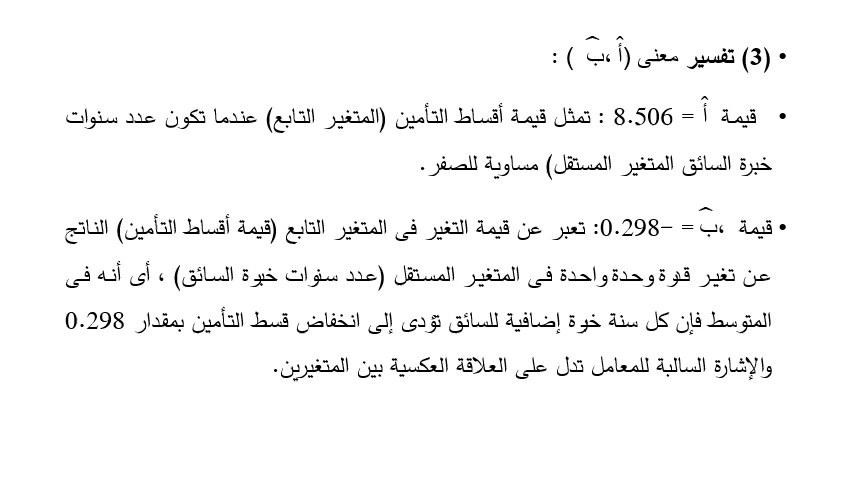 • (3) تفسير معنى (أ̂ ،ب̂ ) :
• قيمة أ̂ = 8.506 : تمثل قيمة أقساط التأمين (المتغير التابع) عندما تكون عدد سنوات
خبرة السائق المتغير المستقل) مساوية للصفر.
• قيمة ،ب̂ = -0.298: تعبر عن قيمة التغير فى المتغير التابع (قيمة أقساط التأمين) الناتج
عن تغير قدوة وحدة واحدة فى المتغير المستقل (عدد سنوات خبوة السائق) ، أى أنه فى
المتوسط فإن كل سنة خوة إضافية للسائق تؤدى إلى انخفاض قسط التأمين بمقدار 0.298
والإشارة السالبة للمعامل تدل على العلاقة العكسية بين المتغيرين.